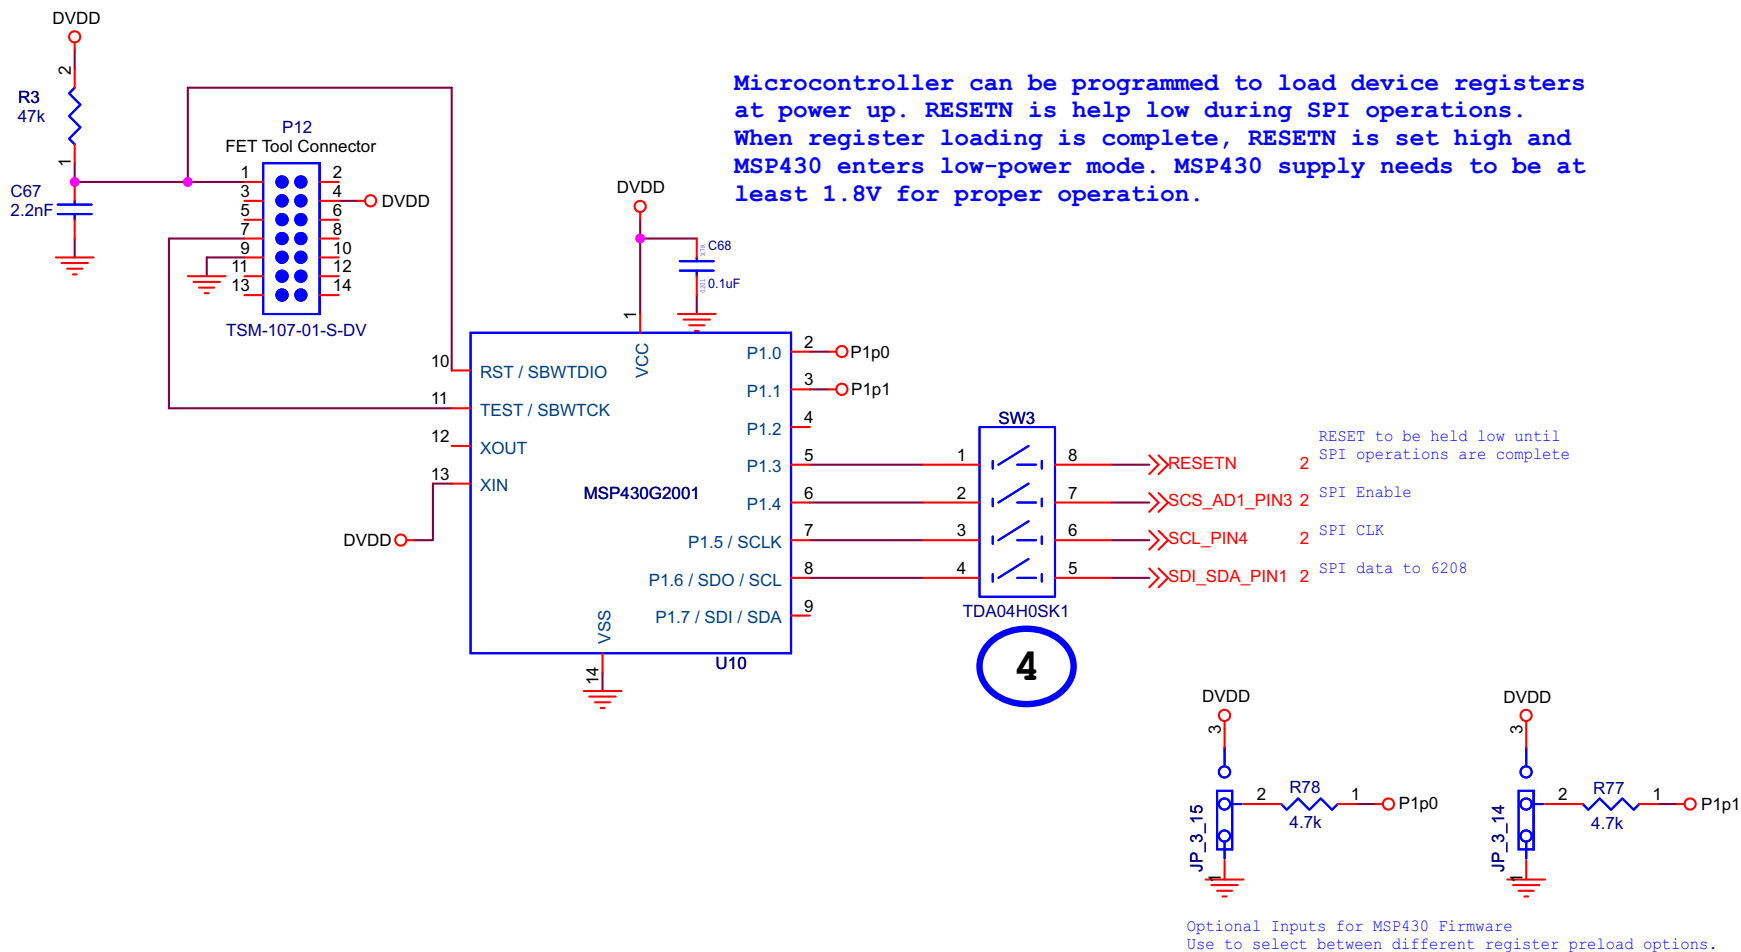 DVDD
2
R3
47k
1
C67
2.2nF
P12
FET Tool Connector
1
2
3
4
DVDD
5
6
7
8
9
10
11
12
13
14
TSM-107-01-S-DV
Microcontroller can be programmed to load device registers
at power up. RESETN is help low during SPI operations.
When register loading is complete, RESETN is set high and
MSP430 enters low-power mode. MSP430 supply needs to be at
least 1.8V for proper operation.
DVDD
C68
X7R
0201
0.1uF
1
VCC
10
RST / SBWTDIO
11
TEST / SBWTCK
12
XOUT
13
XIN
DVDD
MSP430G2001
P1.0
2
P1p0
P1.1
3
P1p1
P1.2
4
P1.3
5
P1.4
6
P1.5 / SCLK
7
P1.6 / SDO / SCL
8
P1.7 / SDI / SDA
9
VSS
14
U10
SW3
1
8
2
7
3
6
4
5
TDA04H0SK1
4
RESETN
2
RESET to be held low until
SPI operations are complete
SCS_AD1_PIN3
2
SPI Enable
SCL_PIN4
2
SPI CLK
SDI_SDA_PIN1
2
SPI data to 6208
DVDD
3
JP_3_15
2
R78
1
P1p0
4.7k
1
DVDD
3
JP_3_14
2
R77
1
P1p1
4.7k
1
Optional Inputs for MSP430 Firmware
Use to select between different register preload options.